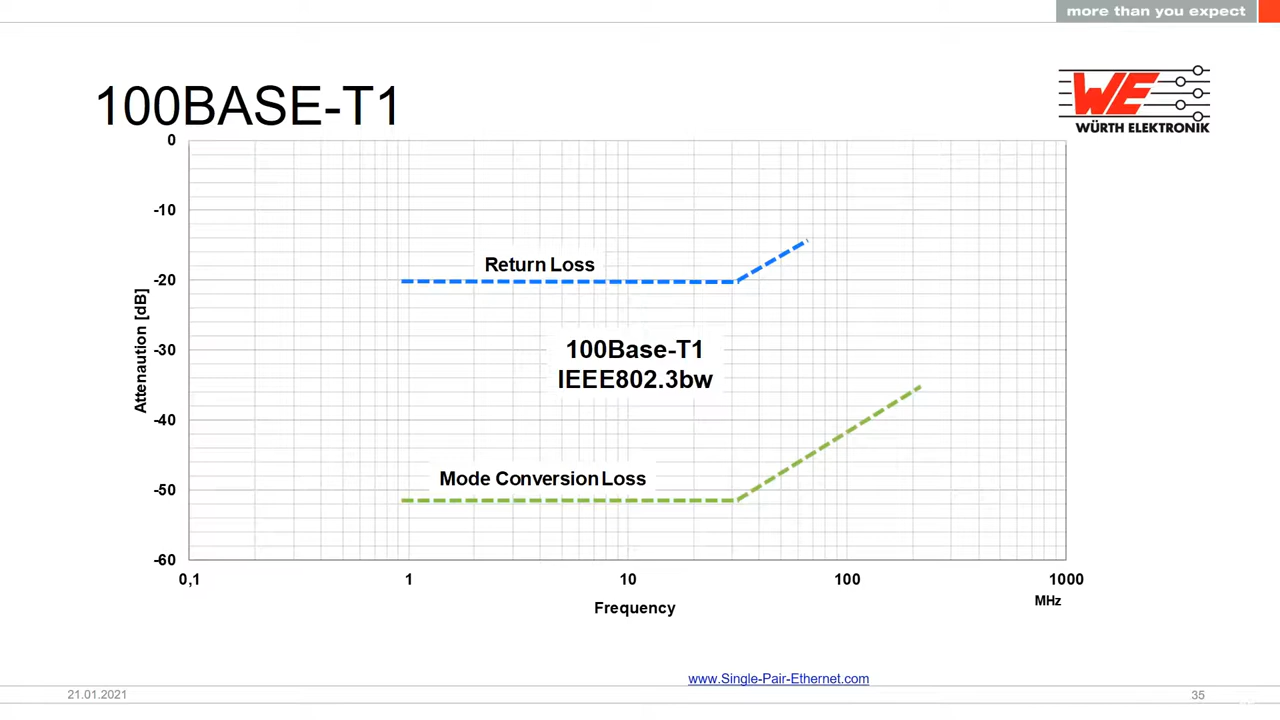 more than you expect
100BASE-T1
WE
WÜRTH ELEKTRONIK
0
-10
-20
-30
-40
-50
-60
Attenaution [dB]
Return Loss
100Base-T1
IEEE802.3bw
Mode Conversion Loss
0,1 1 10 100 1000
Frequency
MHz
www.Single-Pair-Ethernet.com
21.01.2021
35